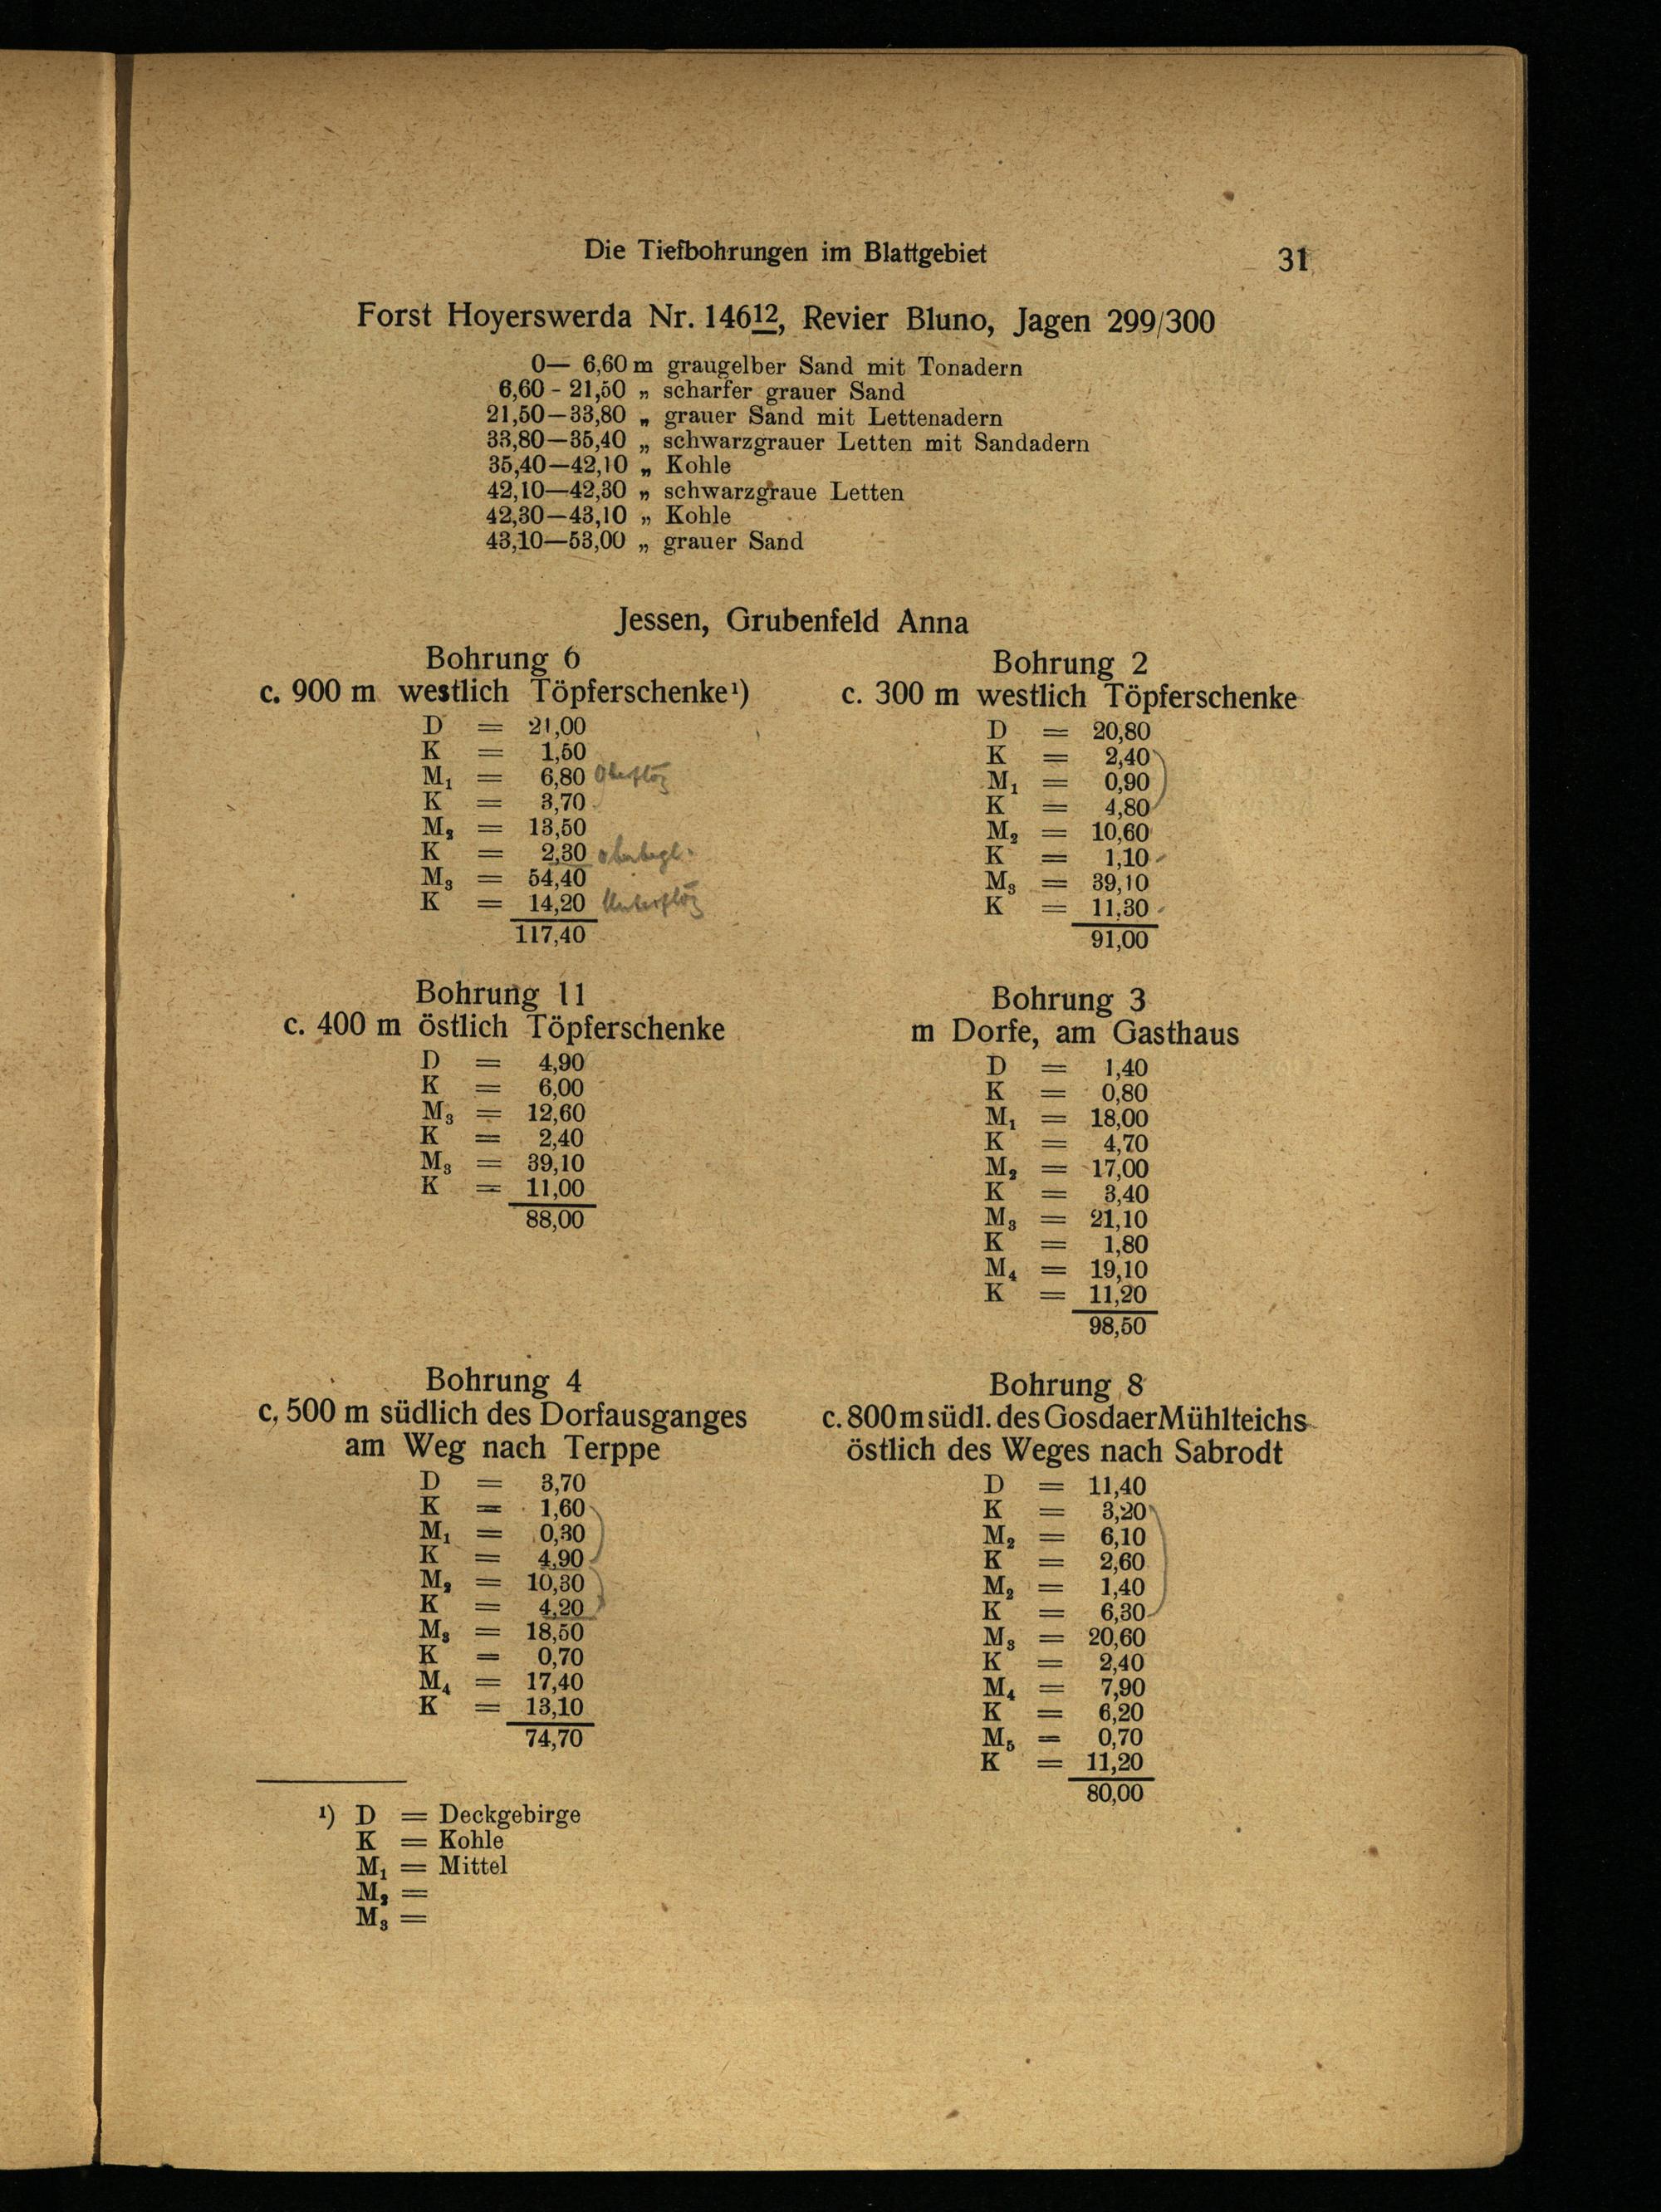 Die Tiefbohrungen im Blattgebiet
31
Forst Hoyerswerda Nr. 14612, Revier Bluno, Jagen 299/300
0— 6,60 m graugelber Sand mit Tonadern
6,60 - 21,50 „ scharfer grauer Sand
21,50—33,80 „ grauer Sand mit Lettenadern
33,80—35,40 „ schwarzgrauer Letten mit Sandadern
35,40—42,10 „ Kohle
42,10—42,30 „ schwarzgraue Letten
42,30—43,10 „ Kohle
43,10—53,00 „ grauer Sand
Jessen, Grubenfeld Anna
Bohrung 6
c. 900 m westlich Töpferschenke¹)
D = 21,00
K = 1,50
M₁ = 6,80 Oberflöz
K = 3,70
M₂ = 13,50
K = 2,30
M₃ = 54,40
K = 14,20 Unterflöz
117,40
Bohrung 2
c. 300 m westlich Töpferschenke
D = 20,80
K = 2,40
M₁ = 0,90
K = 4,80
M₂ = 10,60
K = 1,10
M₃ = 39,10
K = 11,30
91,00
Bohrung 11
c. 400 m östlich Töpferschenke
D = 4,90
K = 6,00
M₃ = 12,60
K = 2,40
M₃ = 39,10
K = 11,00
88,00
Bohrung 3
m Dorfe, am Gasthaus
D = 1,40
K = 0,80
M₁ = 18,00
K = 4,70
M₂ = 17,00
K = 3,40
M₃ = 21,10
K = 1,80
M₄ = 19,10
K = 11,20
98,50
Bohrung 4
c, 500 m südlich des Dorfausganges
am Weg nach Terppe
D = 3,70
K = 1,60
M₁ = 0,30
K = 4,90
M₂ = 10,30
K = 4,20
M₃ = 18,50
K = 0,70
M₄ = 17,40
K = 13,10
74,70
Bohrung 8
c. 800 m südl. des Gosdaer Mühlteichs
östlich des Weges nach Sabrodt
D = 11,40
K = 3,20
M₂ = 6,10
K = 2,60
M₂ = 1,40
K = 6,30
M₃ = 20,60
K = 2,40
M₄ = 7,90
K = 6,20
M₅ = 0,70
K = 11,20
80,00
¹) D = Deckgebirge
K = Kohle
M₁ = Mittel
M₂ =
M₃ =